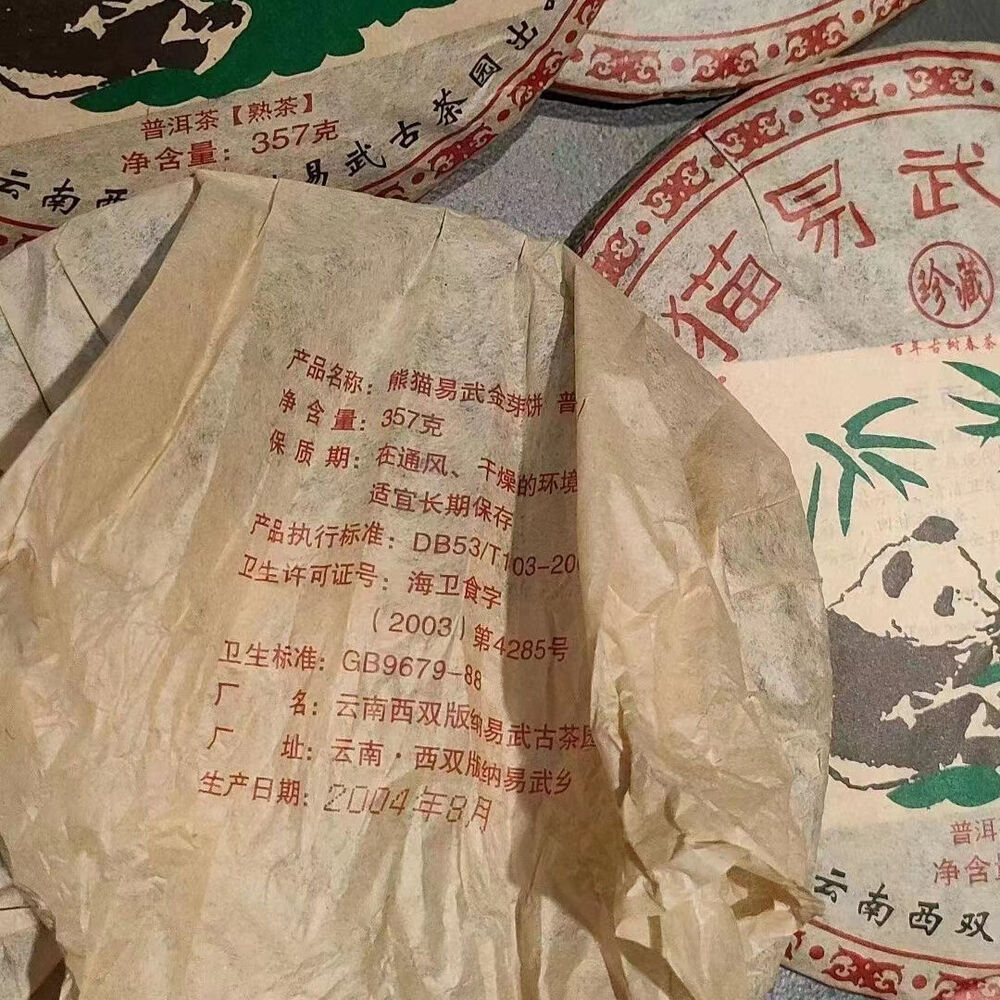 普洱茶【熟茶】
净含量：357克
云南西
易武古茶园出
猫易武
珍藏
百年古树春茶
产品名称：熊猫易武金芽饼 普
净含量：357克
保质期：在通风、干燥的环境
适宜长期保存
产品执行标准：DB53/T103-20
卫生许可证号：海卫食字
（2003）第4285号
卫生标准：GB9679-88
厂 名：云南西双版纳易武古茶园
厂 址：云南·西双版纳易武乡
生产日期：2004年8月
普洱
净含
云南西双